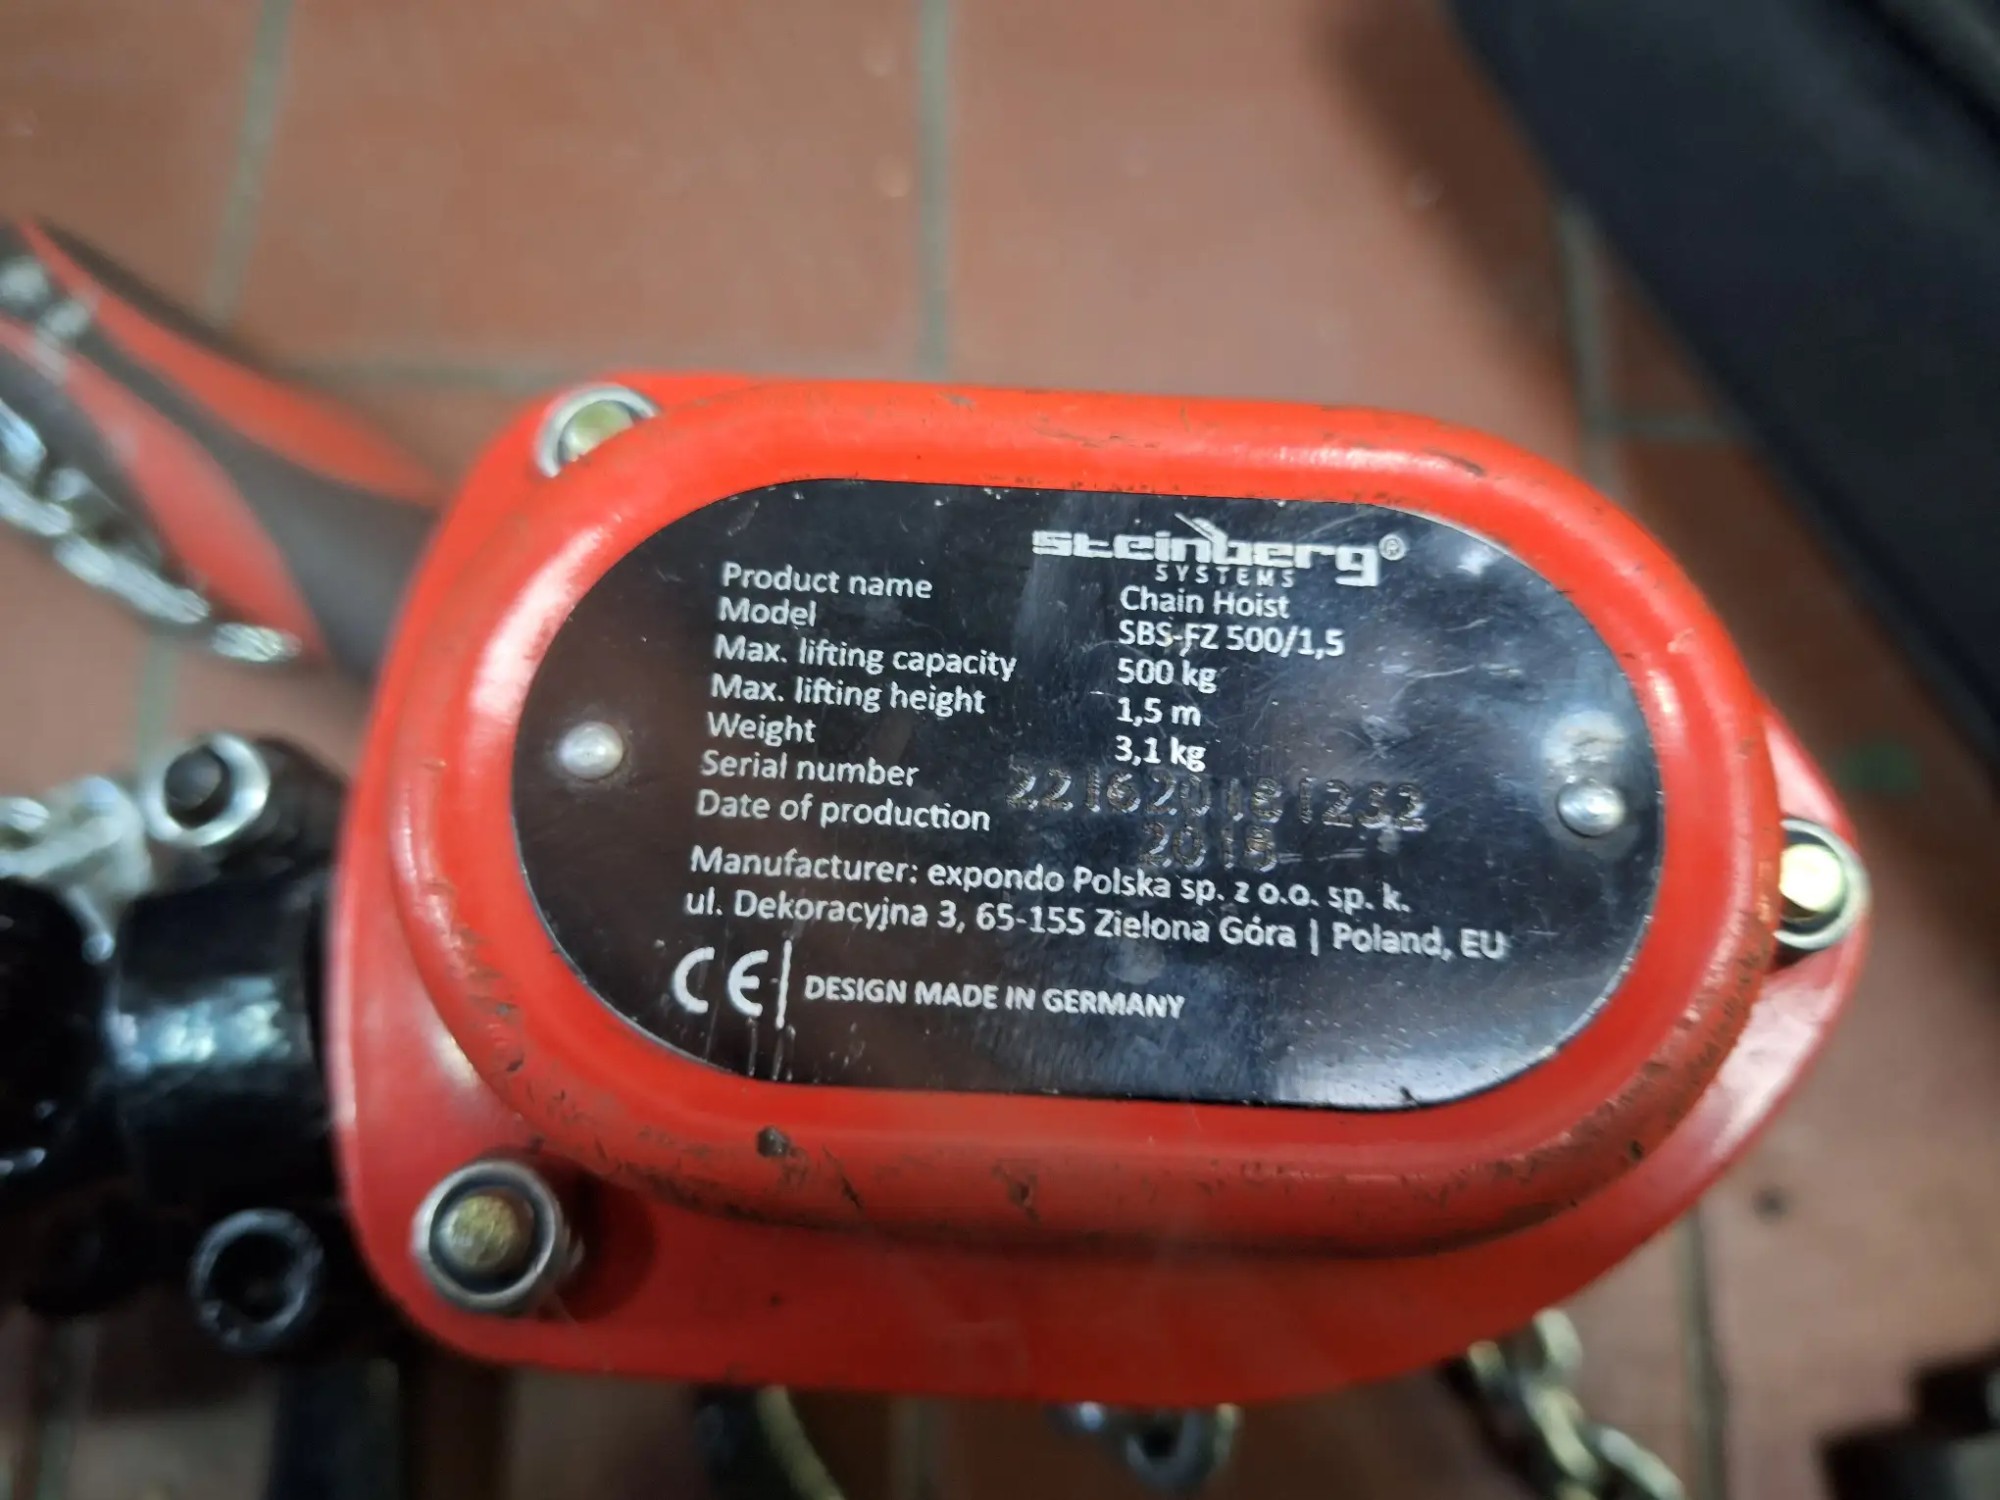 steinberg®
SYSTEMS
Product name Chain Hoist
Model SBS-FZ 500/1,5
Max. lifting capacity 500 kg
Max. lifting height 1,5 m
Weight 3,1 kg
Serial number
Date of production
Manufacturer: expondo Polska sp. z o.o. sp. k.
ul. Dekoracyjna 3, 65-155 Zielona Góra | Poland, EU
CE DESIGN MADE IN GERMANY